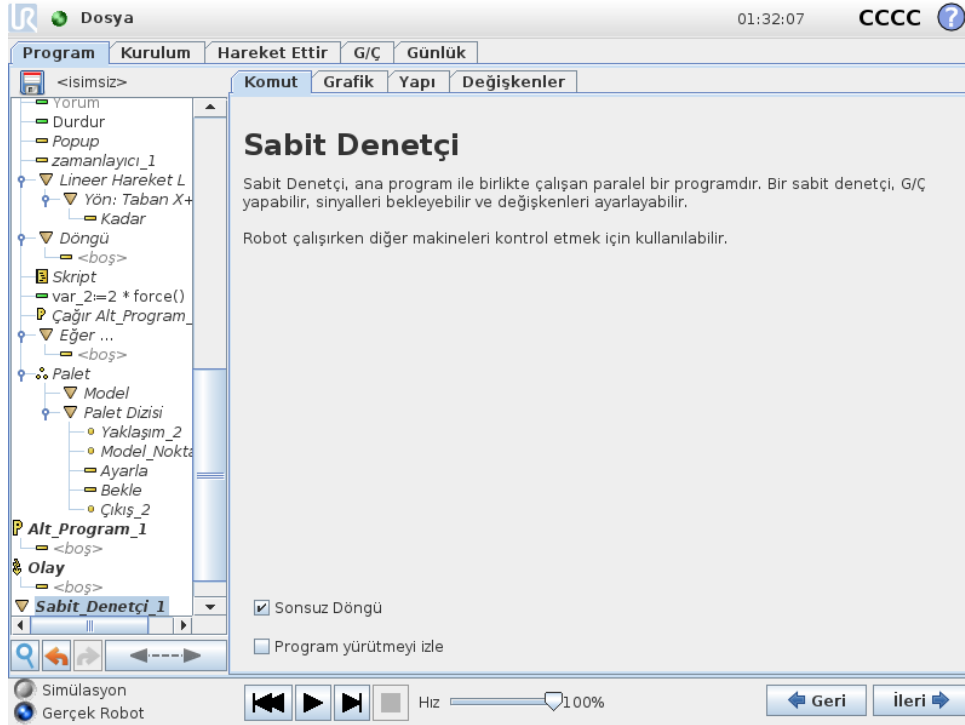 UR Dosya 01:32:07 CCCC ?
Program Kurulum Hareket Ettir G/Ç Günlük
<isimsiz> Komut Grafik Yapı Değişkenler
Yorum
Durdur
Popup
zamanlayıcı_1
Lineer Hareket L
Yön: Taban X+
Kadar
Döngü
<boş>
Skript
var_2:=2 * force()
Çağır Alt_Program_
Eğer ...
<boş>
Palet
Model
Palet Dizisi
Yaklaşım_2
Model_Nokta
Ayarla
Bekle
Çıkış_2
Alt_Program_1
<boş>
Olay
<boş>
Sabit_Denetçi_1
Sabit Denetçi
Sabit Denetçi, ana program ile birlikte çalışan paralel bir programdır. Bir sabit denetçi, G/Ç
yapabilir, sinyalleri bekleyebilir ve değişkenleri ayarlayabilir.
Robot çalışırken diğer makineleri kontrol etmek için kullanılabilir.
Sonsuz Döngü
Program yürütmeyi izle
Simülasyon
Gerçek Robot
Hız 100%
Geri İleri